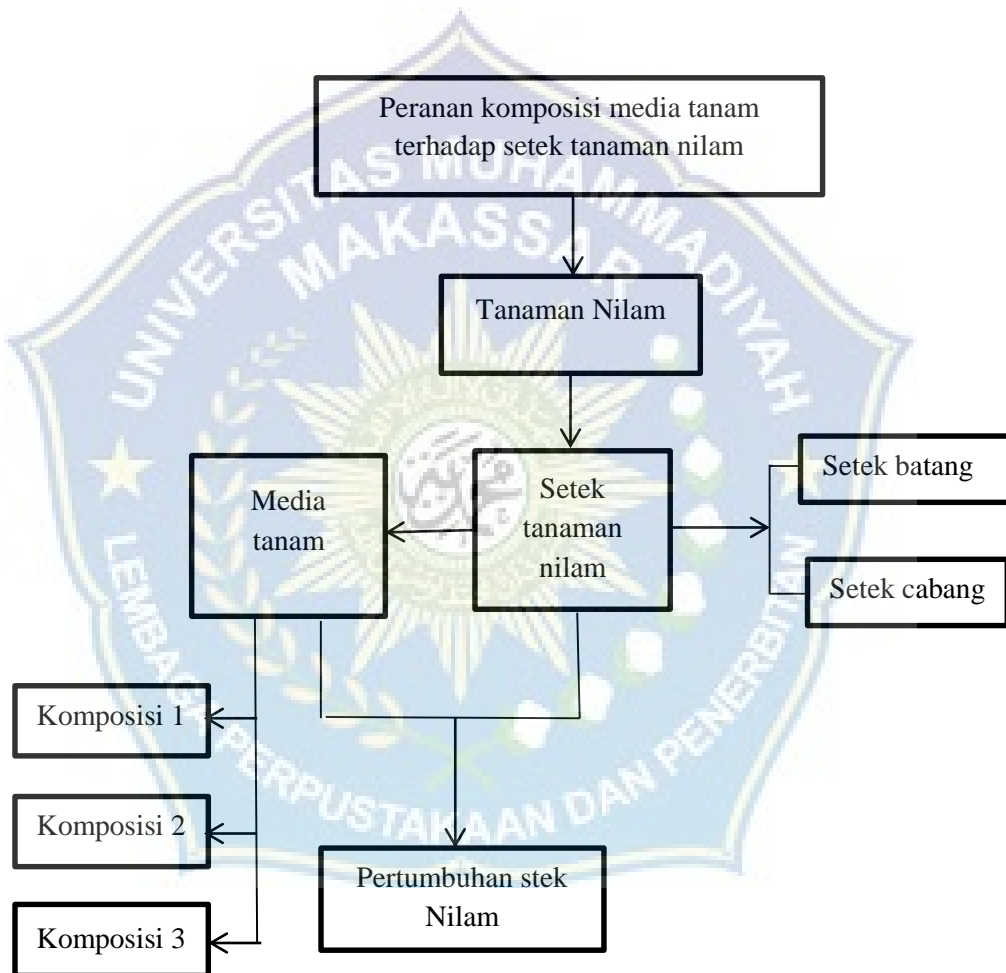 Peranan komposisi media tanam
terhadap setek tanaman nilam
UNIVERSITAS MUHAMMADIYAH
MAKASSAR
Tanaman Nilam
Media
tanam
Setek
tanaman
nilam
Setek batang
Setek cabang
Komposisi 1
Komposisi 2
Komposisi 3
Pertumbuhan stek
Nilam
LEMBAGA PERPUSTAKAAN DAN PENERBITAN